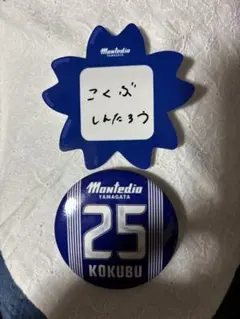 Montedio
YAMAGATA
こくぶ
しんたろう
Montedio
YAMAGATA
25
KOKUBU